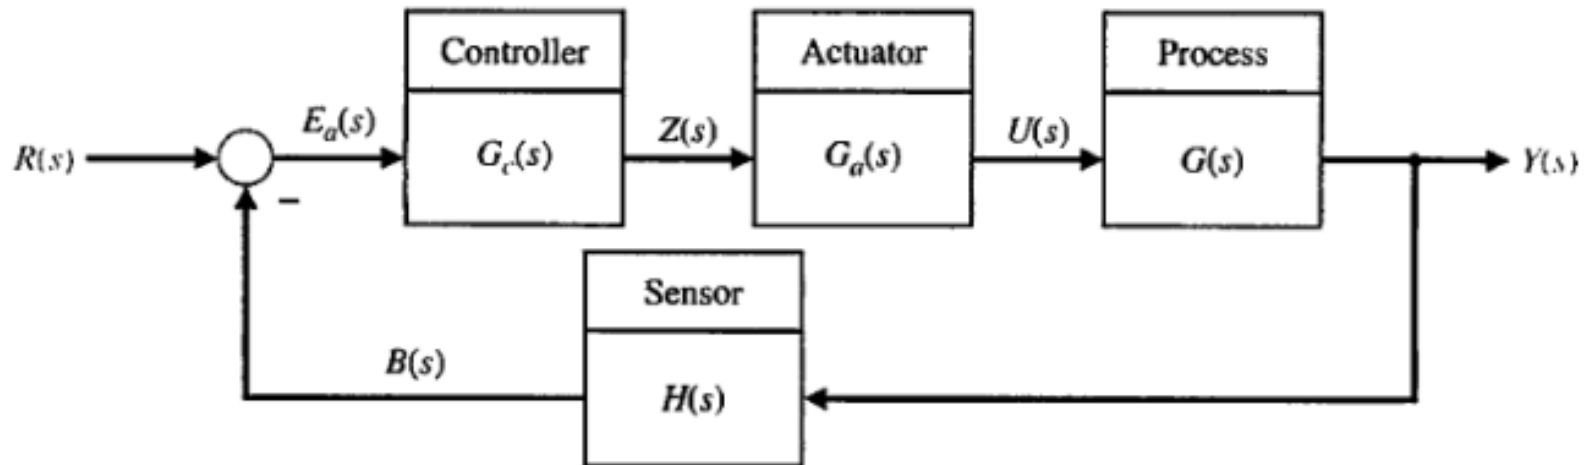 Controller
Actuator
Process
R(s)
E_a(s)
G_c(s)
Z(s)
G_a(s)
U(s)
G(s)
Y(s)
−
Sensor
B(s)
H(s)